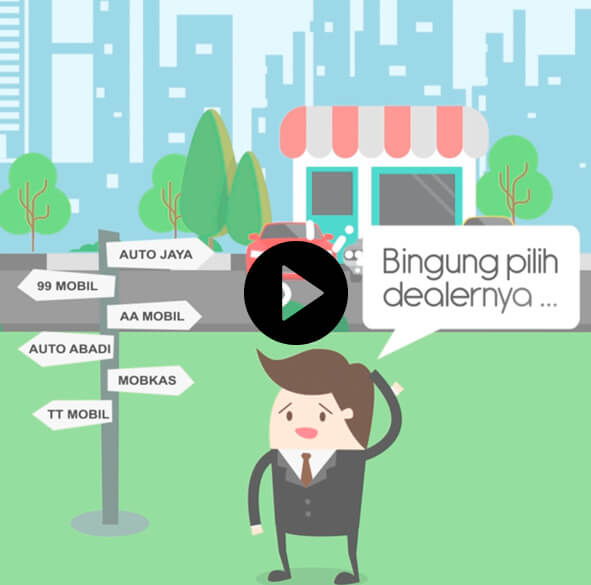 AUTO JAYA
99 MOBIL
AA MOBIL
AUTO ABADI
MOBKAS
TT MOBIL
Bingung pilih
dealernya ...